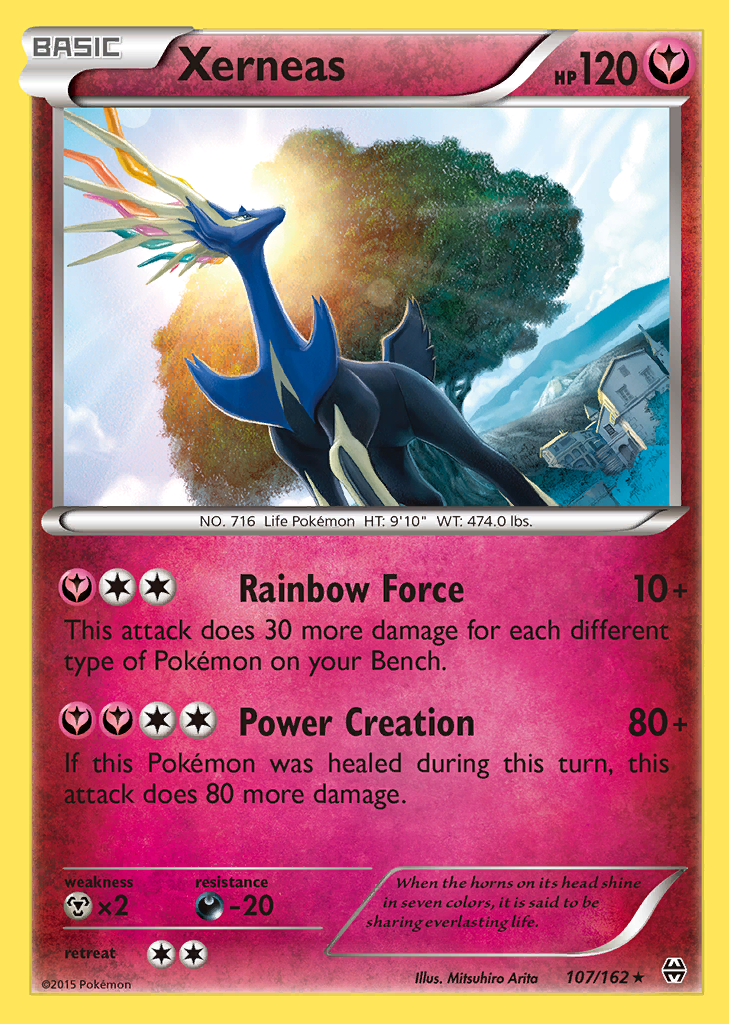 BASIC
Xerneas
HP120
NO. 716 Life Pokémon HT: 9'10" WT: 474.0 lbs.
Rainbow Force 10+
This attack does 30 more damage for each different
type of Pokémon on your Bench.
Power Creation 80+
If this Pokémon was healed during this turn, this
attack does 80 more damage.
weakness resistance
×2 -20
When the horns on its head shine
in seven colors, it is said to be
sharing everlasting life.
retreat
©2015 Pokémon Illus. Mitsuhiro Arita 107/162 ★